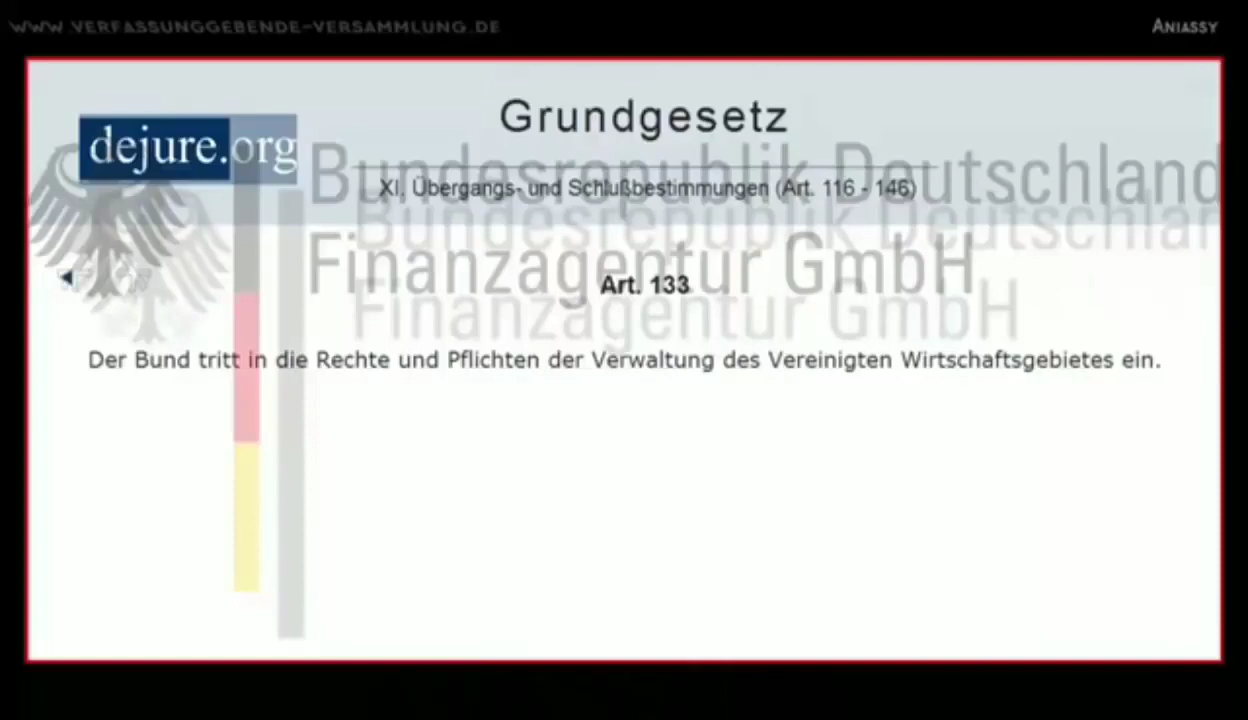 WWW.VERFASSUNGGEBENDE-VERSAMMLUNG.DE
ANIASSY
Grundgesetz
dejure.org
Bundesrepublik Deutschland
XI. Übergangs- und Schlußbestimmungen (Art. 116 - 146)
Bundesrepublik Deutschlan
Finanzagentur GmbH
Art. 133
Finanzagentur GmbH
Der Bund tritt in die Rechte und Pflichten der Verwaltung des Vereinigten Wirtschaftsgebietes ein.